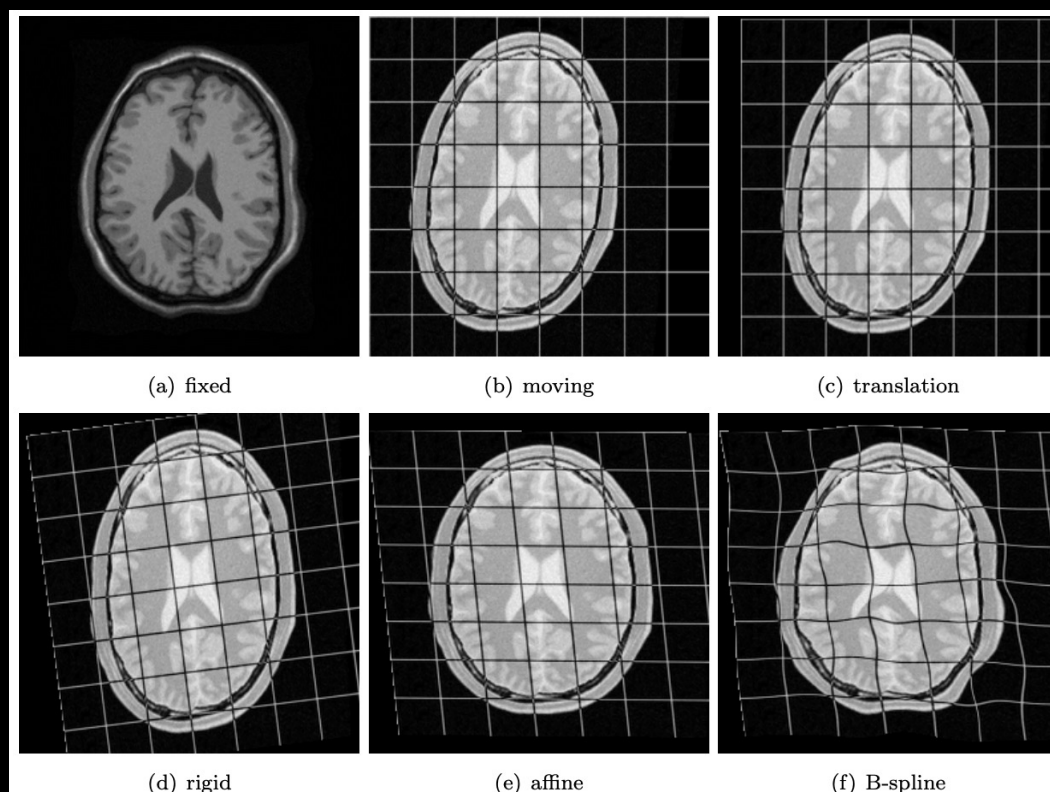 (a) fixed
(b) moving
(c) translation
(d) rigid
(e) affine
(f) B-spline